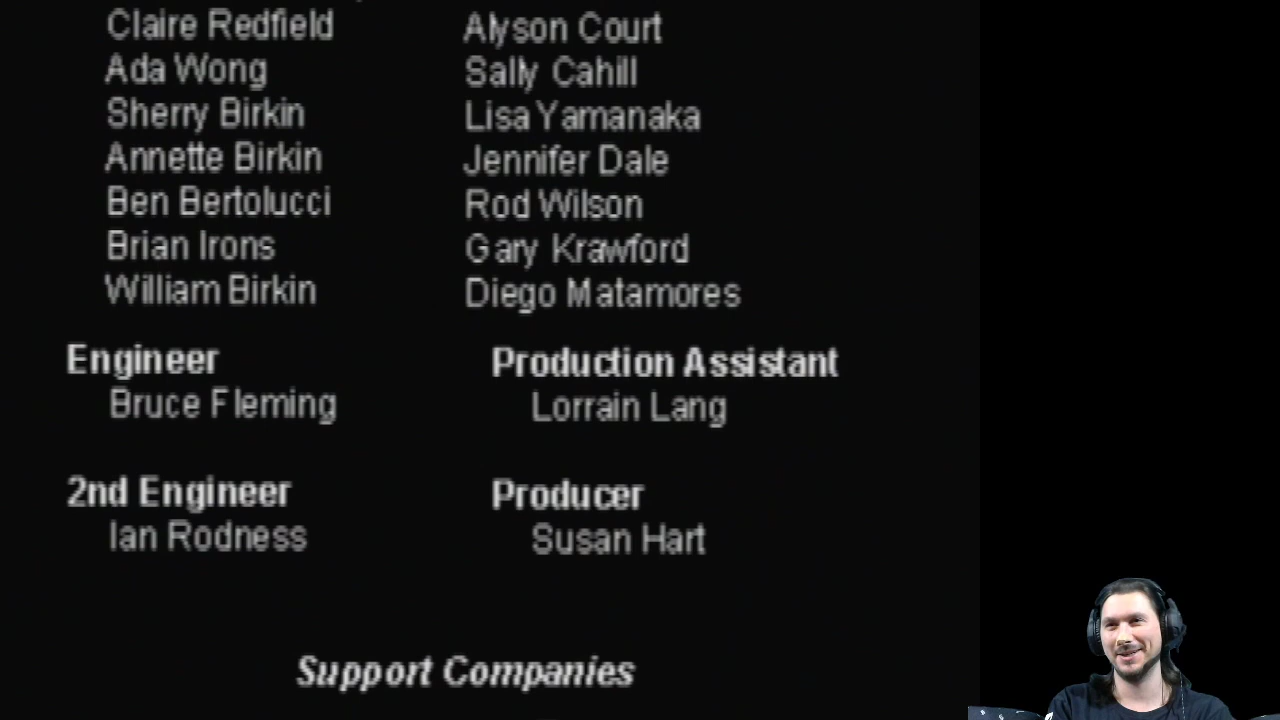 Claire Redfield Alyson Court
Ada Wong Sally Cahill
Sherry Birkin Lisa Yamanaka
Annette Birkin Jennifer Dale
Ben Bertolucci Rod Wilson
Brian Irons Gary Krawford
William Birkin Diego Matamores
Engineer Production Assistant
Bruce Fleming Lorrain Lang
2nd Engineer Producer
Ian Rodness Susan Hart
Support Companies